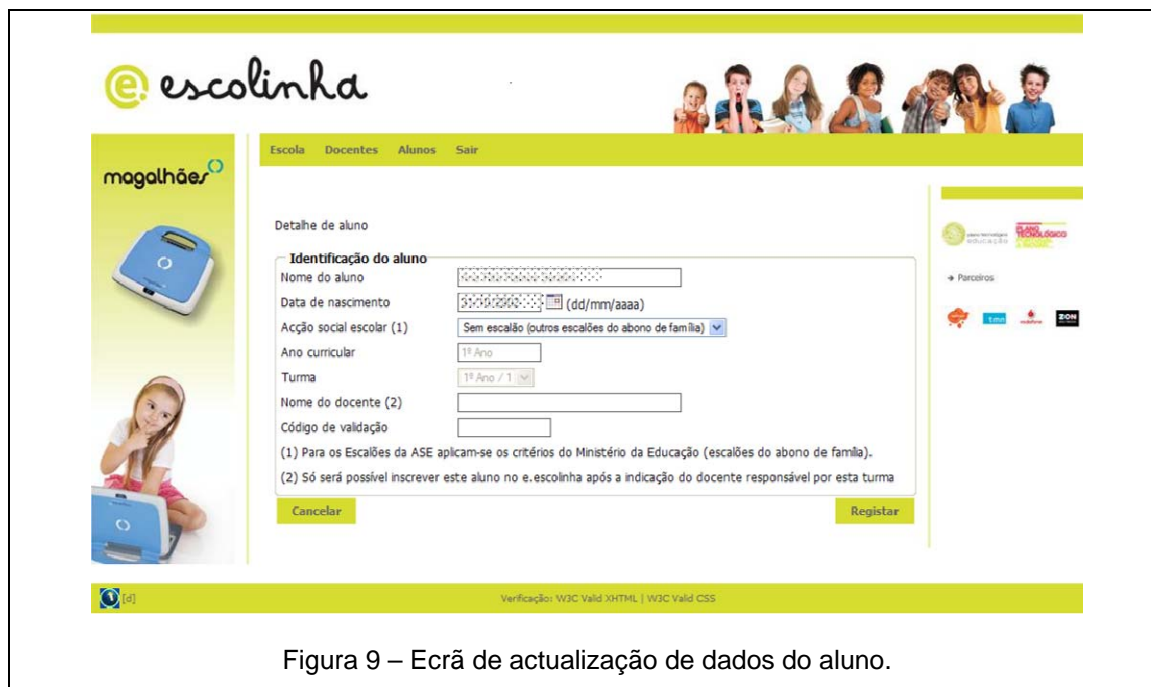 e. escolinha
magalhães
Escola Docentes Alunos Sair
Detalhe de aluno
Identificação do aluno
Nome do aluno
Data de nascimento (dd/mm/aaaa)
Acção social escolar (1) Sem escalão (outros escalões do abono de família)
Ano curricular 1º Ano
Turma 1º Ano / 1
Nome do docente (2)
Código de validação
(1) Para os Escalões da ASE aplicam-se os critérios do Ministério da Educação (escalões do abono de família).
(2) Só será possível inscrever este aluno no e.escolinha após a indicação do docente responsável por esta turma
Cancelar Registar
educação PLANO TECNOLÓGICO
Parceiros
tmn vodafone ZON
[d] Verificação: W3C Valid XHTML | W3C Valid CSS
Figura 9 – Ecrã de actualização de dados do aluno.